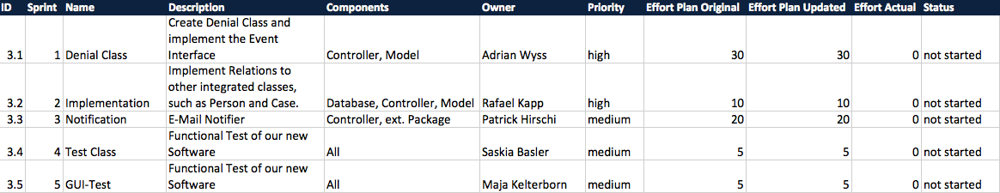 ID Sprint Name Description Components Owner Priority Effort Plan Original Effort Plan Updated Effort Actual Status
Create Denial Class and
implement the Event
3.1 1 Denial Class Interface Controller, Model Adrian Wyss high 30 30 0 not started
Implement Relations to
other integrated classes,
3.2 2 Implementation such as Person and Case. Database, Controller, Model Rafael Kapp high 10 10 0 not started
3.3 3 Notification E-Mail Notifier Controller, ext. Package Patrick Hirschi medium 20 20 0 not started
Functional Test of our new
3.4 4 Test Class Software All Saskia Basler medium 5 5 0 not started
Functional Test of our new
3.5 5 GUI-Test Software All Maja Kelterborn medium 5 5 0 not started